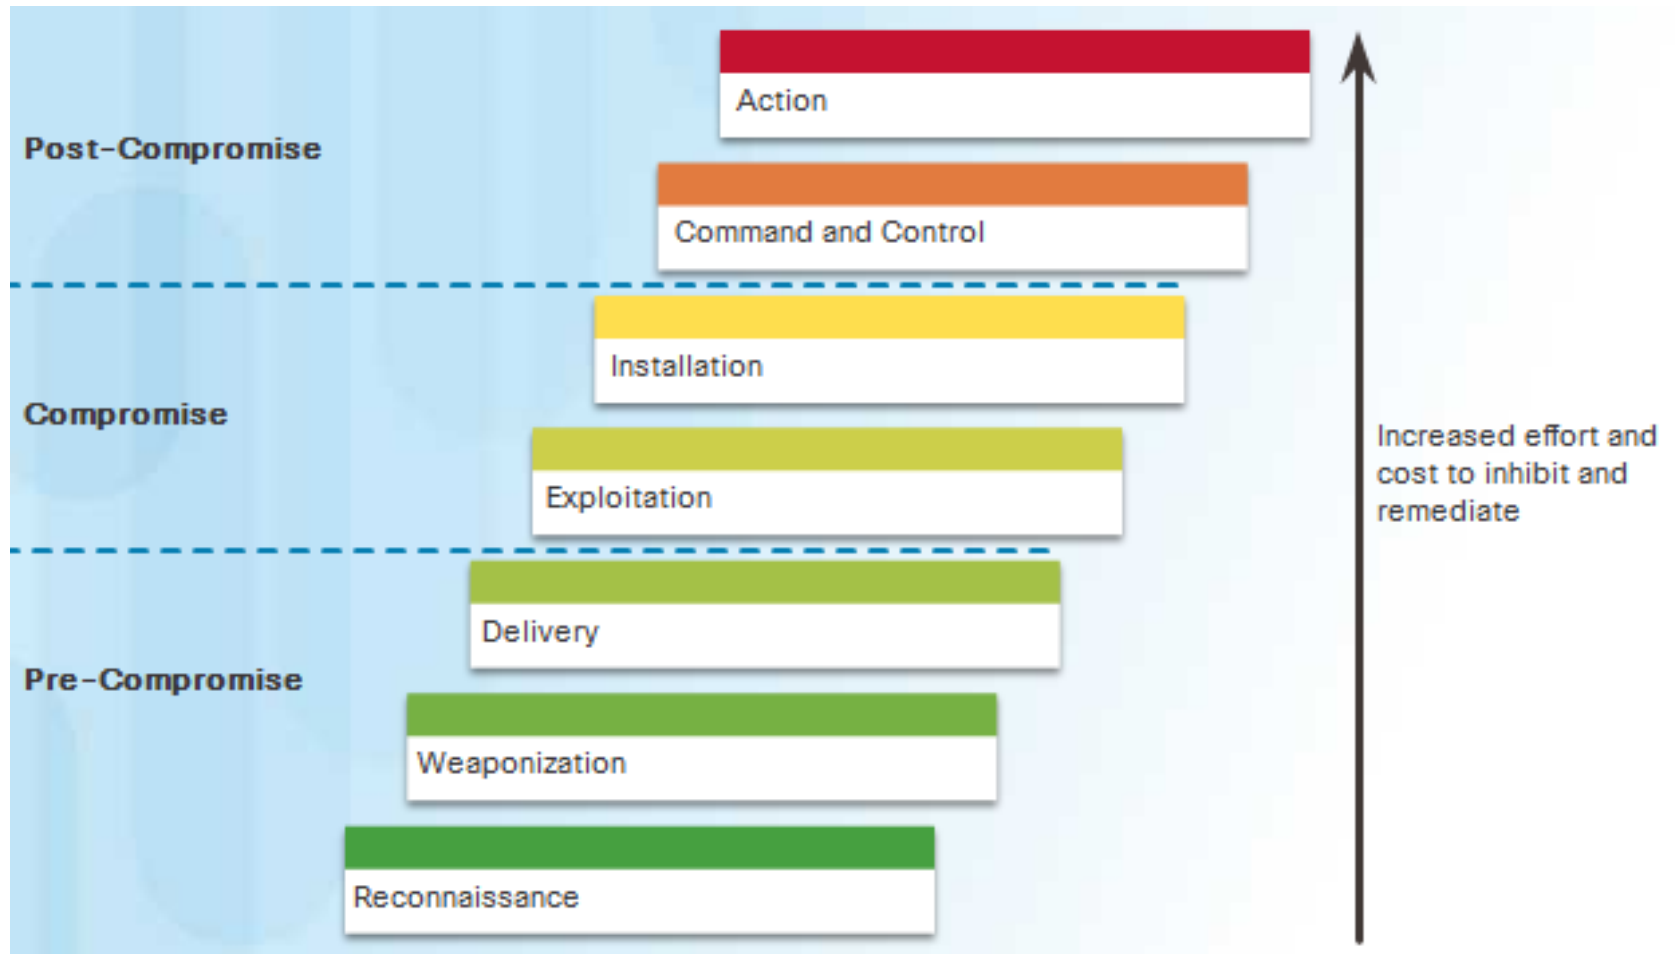 Action
Post-Compromise
Command and Control
Installation
Compromise
Increased effort and
cost to inhibit and
remediate
Exploitation
Delivery
Pre-Compromise
Weaponization
Reconnaissance